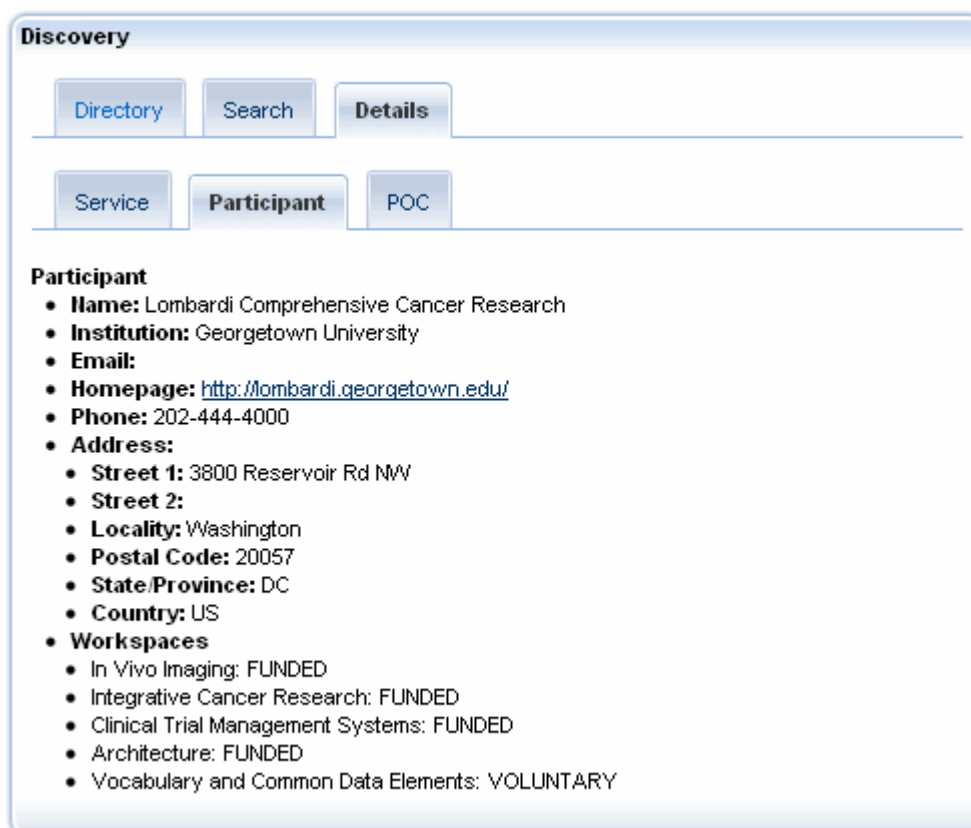 Discovery
Directory Search Details
Service Participant POC
Participant
• Name: Lombardi Comprehensive Cancer Research
• Institution: Georgetown University
• Email:
• Homepage: http://lombardi.georgetown.edu/
• Phone: 202-444-4000
• Address:
• Street 1: 3800 Reservoir Rd NW
• Street 2:
• Locality: Washington
• Postal Code: 20057
• State/Province: DC
• Country: US
• Workspaces
• In Vivo Imaging: FUNDED
• Integrative Cancer Research: FUNDED
• Clinical Trial Management Systems: FUNDED
• Architecture: FUNDED
• Vocabulary and Common Data Elements: VOLUNTARY